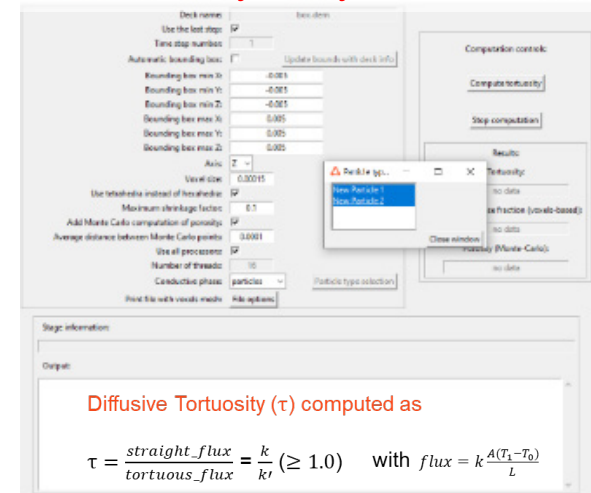 Deck name: box.dem
Use the last step:
Time step number: 1
Automatic bounding box: Update bounds with deck info
Bounding box min X: -0.005
Bounding box min Y: -0.005
Bounding box min Z: -0.005
Bounding box max X: 0.005
Bounding box max Y: 0.005
Bounding box max Z: 0.005
Axis: Z
Voxel size: 0.00015
Use tetrahedra instead of hexahedra:
Maximum shrinkage factor: 0.1
Add Monte Carlo computation of porosity:
Average distance between Monte Carlo points: 0.0001
Use all processors:
Number of threads: 16
Conductive phase: particles Particle type selection
Print file with voxels mesh: File options
Computation controls:
Compute tortuosity
Stop computation
Results:
Tortuosity:
no data
fraction (voxels-based):
no data
(Monte-Carlo):
no data
Particle typ...
New Particle 1
New Particle 2
Close window
Stage information:
Output:
Diffusive Tortuosity (τ) computed as
τ = straight_flux / tortuous_flux = k / k′ (≥ 1.0) with flux = k A(T₁−T₀) / L